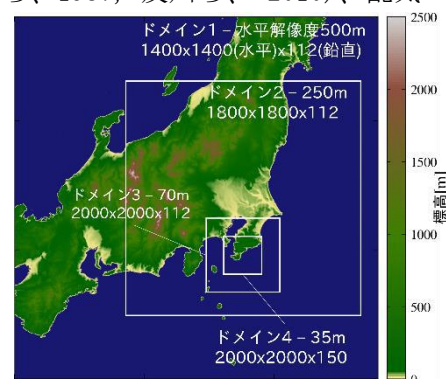 ドメイン1 – 水平解像度500m
1400x1400(水平)x112(鉛直)
ドメイン2 – 250m
1800x1800x112
ドメイン3 – 70m
2000x2000x112
ドメイン4 – 35m
2000x2000x150
2500
2000
1500
1000
500
0
標高[m]